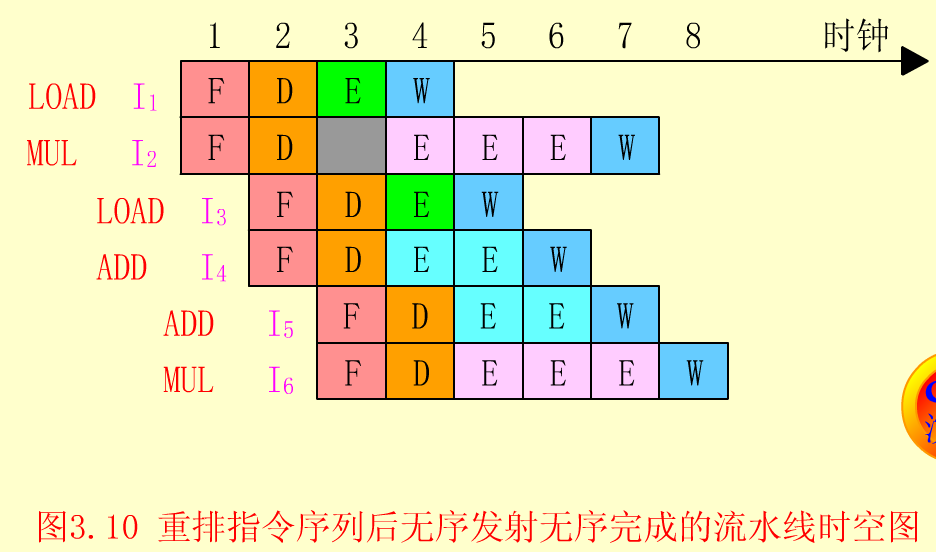 1 2 3 4 5 6 7 8 时钟
LOAD I1 F D E W
MUL I2 F D E E E W
LOAD I3 F D E W
ADD I4 F D E E W
ADD I5 F D E E W
MUL I6 F D E E E W
图3.10 重排指令序列后无序发射无序完成的流水线时空图